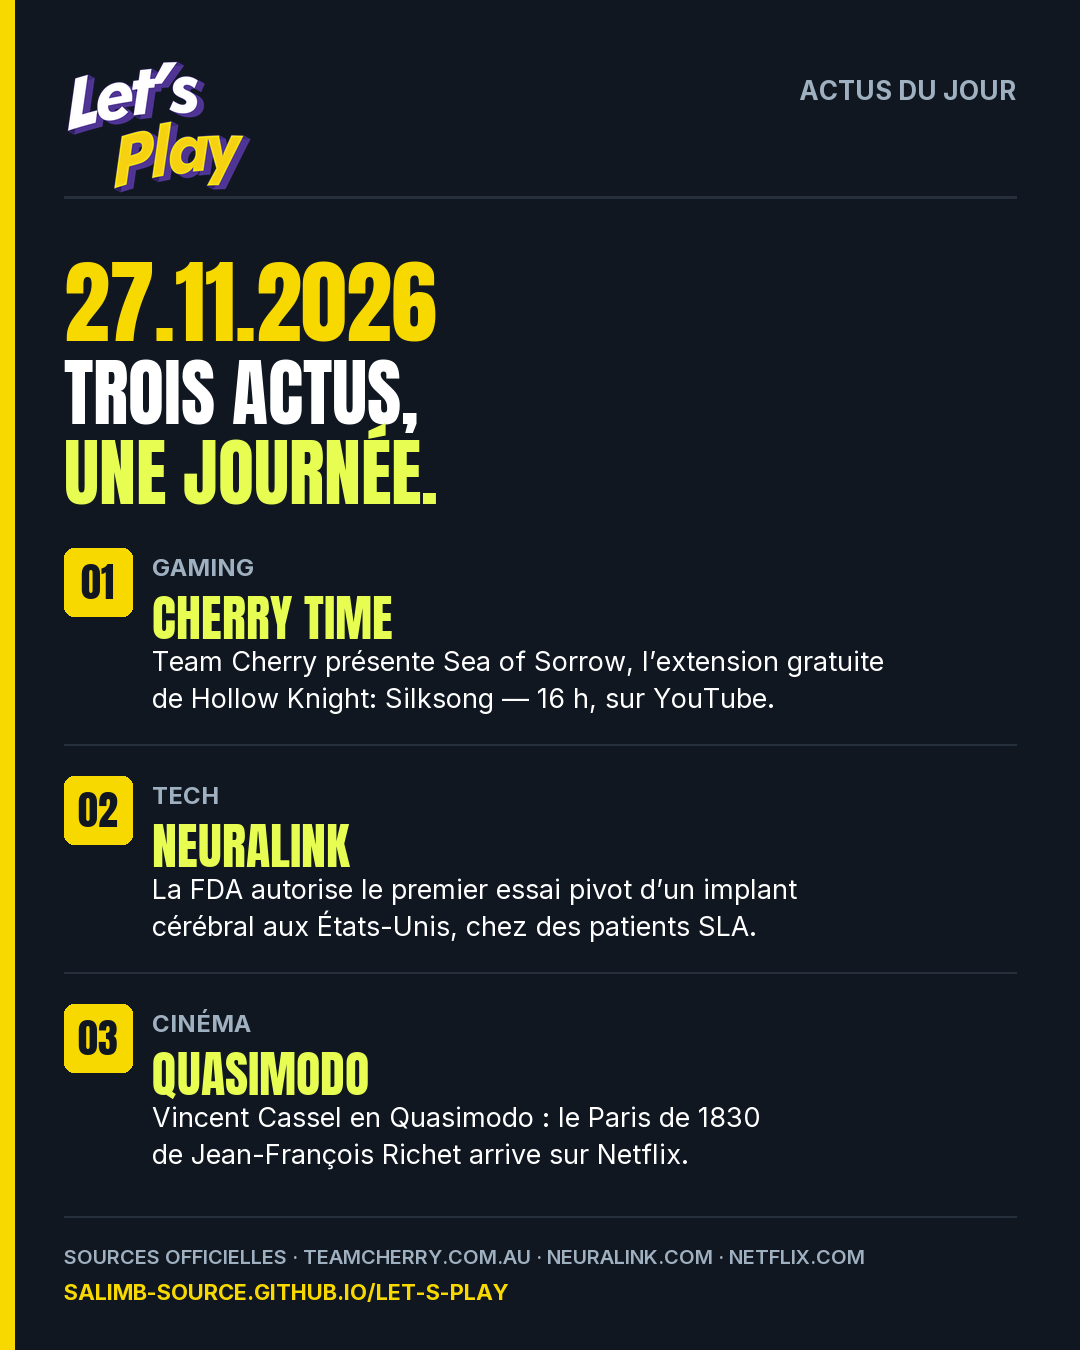 Let's
Play
ACTUS DU JOUR
27.11.2026
TROIS ACTUS,
UNE JOURNÉE.
01
GAMING
CHERRY TIME
Team Cherry présente Sea of Sorrow, l’extension gratuite
de Hollow Knight: Silksong — 16 h, sur YouTube.
02
TECH
NEURALINK
La FDA autorise le premier essai pivot d’un implant
cérébral aux États-Unis, chez des patients SLA.
03
CINÉMA
QUASIMODO
Vincent Cassel en Quasimodo : le Paris de 1830
de Jean-François Richet arrive sur Netflix.
SOURCES OFFICIELLES · TEAMCHERRY.COM.AU · NEURALINK.COM · NETFLIX.COM
SALIMB-SOURCE.GITHUB.IO/LET-S-PLAY